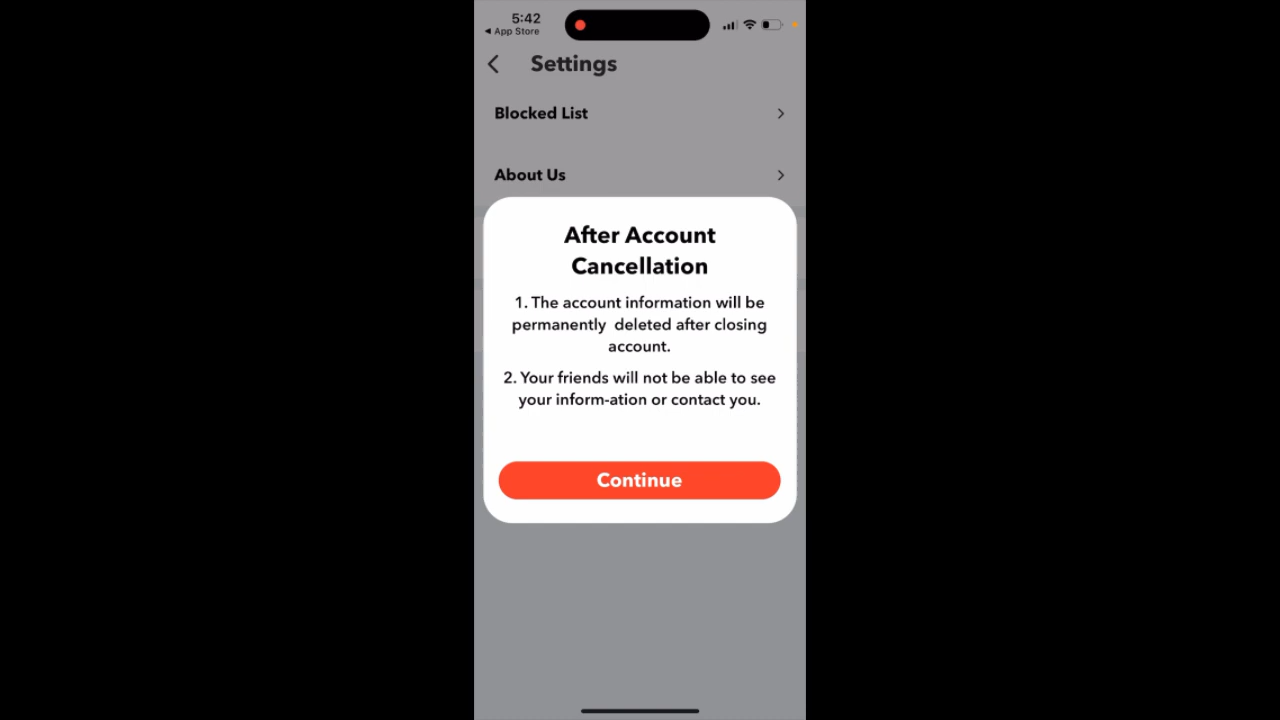 5:42
◀ App Store
Settings
Blocked List
About Us
After Account
Cancellation
1. The account information will be
permanently  deleted after closing
account.
2. Your friends will not be able to see
your inform-ation or contact you.
Continue